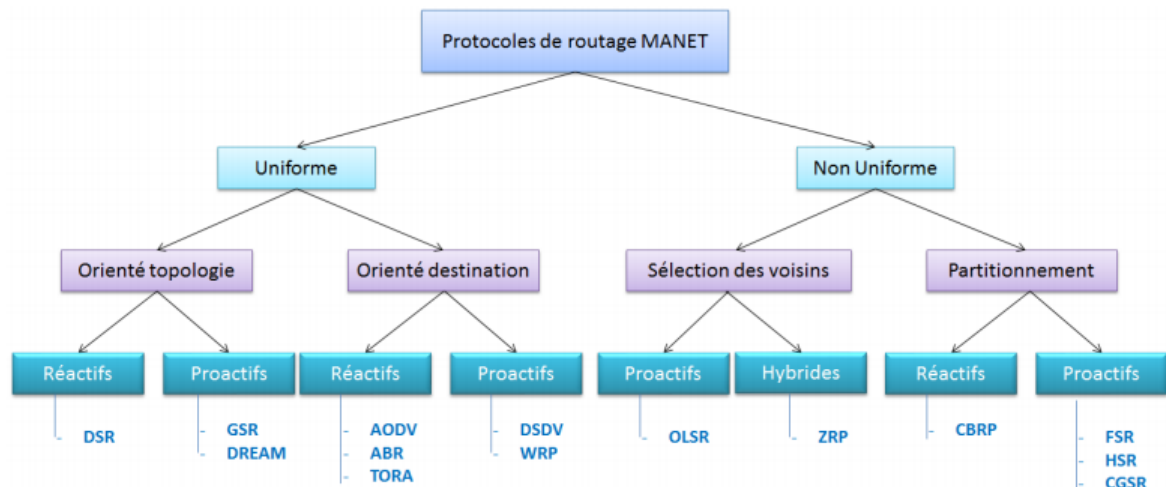 Protocoles de routage MANET
Uniforme
Non Uniforme
Orienté topologie
Orienté destination
Sélection des voisins
Partitionnement
Réactifs
Proactifs
Réactifs
Proactifs
Proactifs
Hybrides
Réactifs
Proactifs
- DSR
- GSR
- DREAM
- AODV
- ABR
- TORA
- DSDV
- WRP
- OLSR
- ZRP
- CBRP
- FSR
- HSR
- CGSR